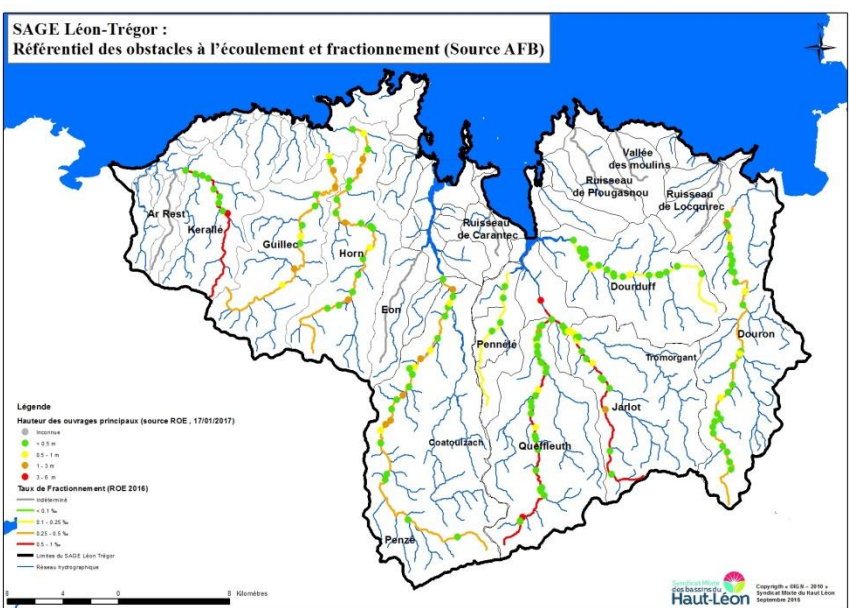 SAGE Léon-Trégor :
Référentiel des obstacles à l'écoulement et fractionnement (Source AFB)
Vallée
des moulins
Ruisseau
de Plougasnou
Ruisseau
de Locquirec
Ar Rest
Kerallé
Guillec
Horn
Ruisseau
de Carantec
Eon
Dourduff
Pennélé
Douron
Tromorgant
Jarlot
Coatoulzach
Queffleuth
Penzé
Légende
Hauteur des ouvrages principaux (source ROE , 17/01/2017)
Inconnue
< 0.5 m
0.5 - 1 m
1 - 3 m
3 - 6 m
Taux de Fractionnement (ROE 2016)
Indéterminé
< 0.1 ‰
0.1 - 0.25 ‰
0.25 - 0.5 ‰
0.5 - 1 ‰
Limites du SAGE Léon Trégor
Réseau hydrographique
8 4 0 8 Kilomètres
Syndicat Mixte
des bassins du
Haut-Léon
Copyrigth « ©IGN – 2010 »
Syndicat Mixte du Haut Léon
Septembre 2016